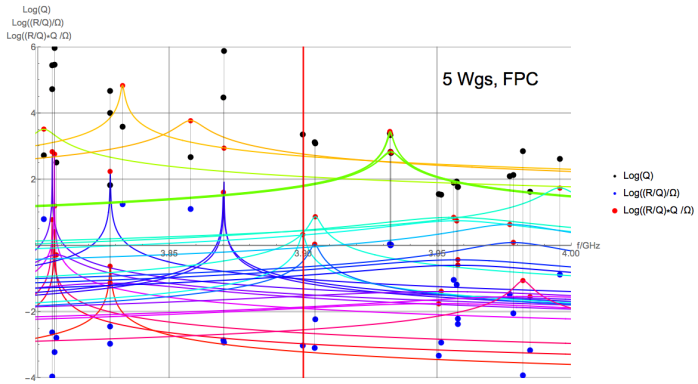 Log(Q)
Log((R/Q)/Ω)
Log((R/Q)•Q /Ω)
6
5 Wgs, FPC
4
2
Log(Q)
Log((R/Q)/Ω)
Log((R/Q)•Q /Ω)
f/GHz
3.85
3.90
3.95
4.00
−2
−4